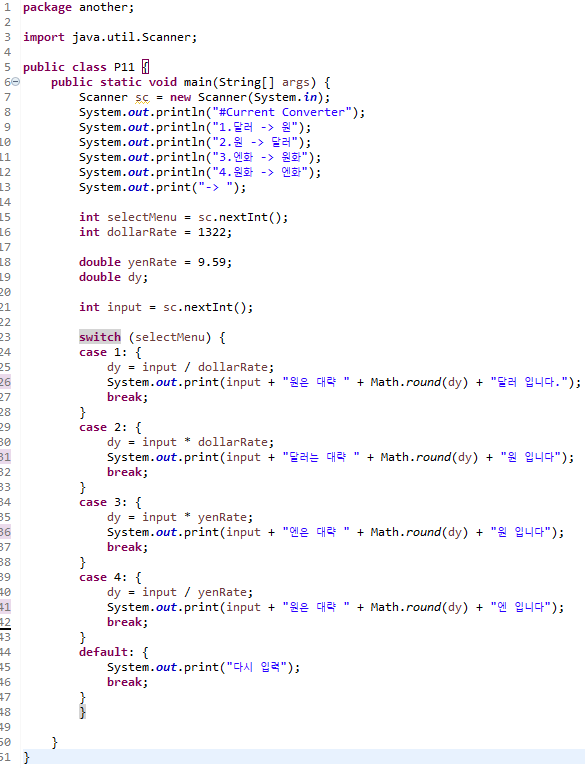 1 package another;
2
3 import java.util.Scanner;
4
5 public class P11 {
6 public static void main(String[] args) {
7 Scanner sc = new Scanner(System.in);
8 System.out.println("#Current Converter");
9 System.out.println("1.달러 -> 원");
10 System.out.println("2.원 -> 달러");
11 System.out.println("3.엔화 -> 원화");
12 System.out.println("4.원화 -> 엔화");
13 System.out.print("-> ");
14
15 int selectMenu = sc.nextInt();
16 int dollarRate = 1322;
17
18 double yenRate = 9.59;
19 double dy;
20
21 int input = sc.nextInt();
22
23 switch (selectMenu) {
24 case 1: {
25 dy = input / dollarRate;
26 System.out.print(input + "원은 대략 " + Math.round(dy) + "달러 입니다.");
27 break;
28 }
29 case 2: {
30 dy = input * dollarRate;
31 System.out.print(input + "달러는 대략 " + Math.round(dy) + "원 입니다");
32 break;
33 }
34 case 3: {
35 dy = input * yenRate;
36 System.out.print(input + "엔은 대략 " + Math.round(dy) + "원 입니다");
37 break;
38 }
39 case 4: {
40 dy = input / yenRate;
41 System.out.print(input + "원은 대략 " + Math.round(dy) + "엔 입니다");
42 break;
43 }
44 default: {
45 System.out.print("다시 입력");
46 break;
47 }
48 }
49
50 }
51 }